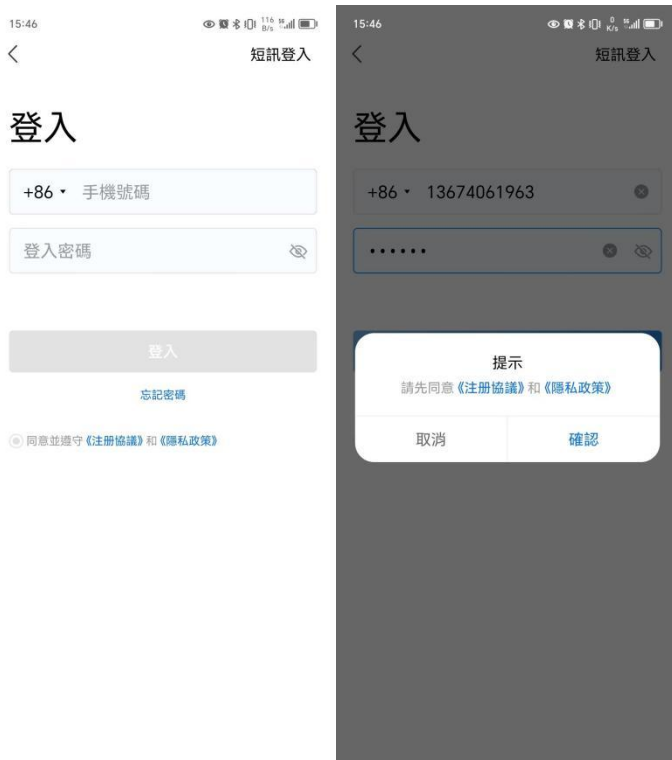 15:46
116 B/s
短訊登入
登入
+86 手機號碼
登入密碼
登入
忘記密碼
同意並遵守《注册協議》和《隱私政策》
15:46
0 K/s
短訊登入
登入
+86 13674061963
••••••
提示
請先同意《注册協議》和《隱私政策》
取消
確認